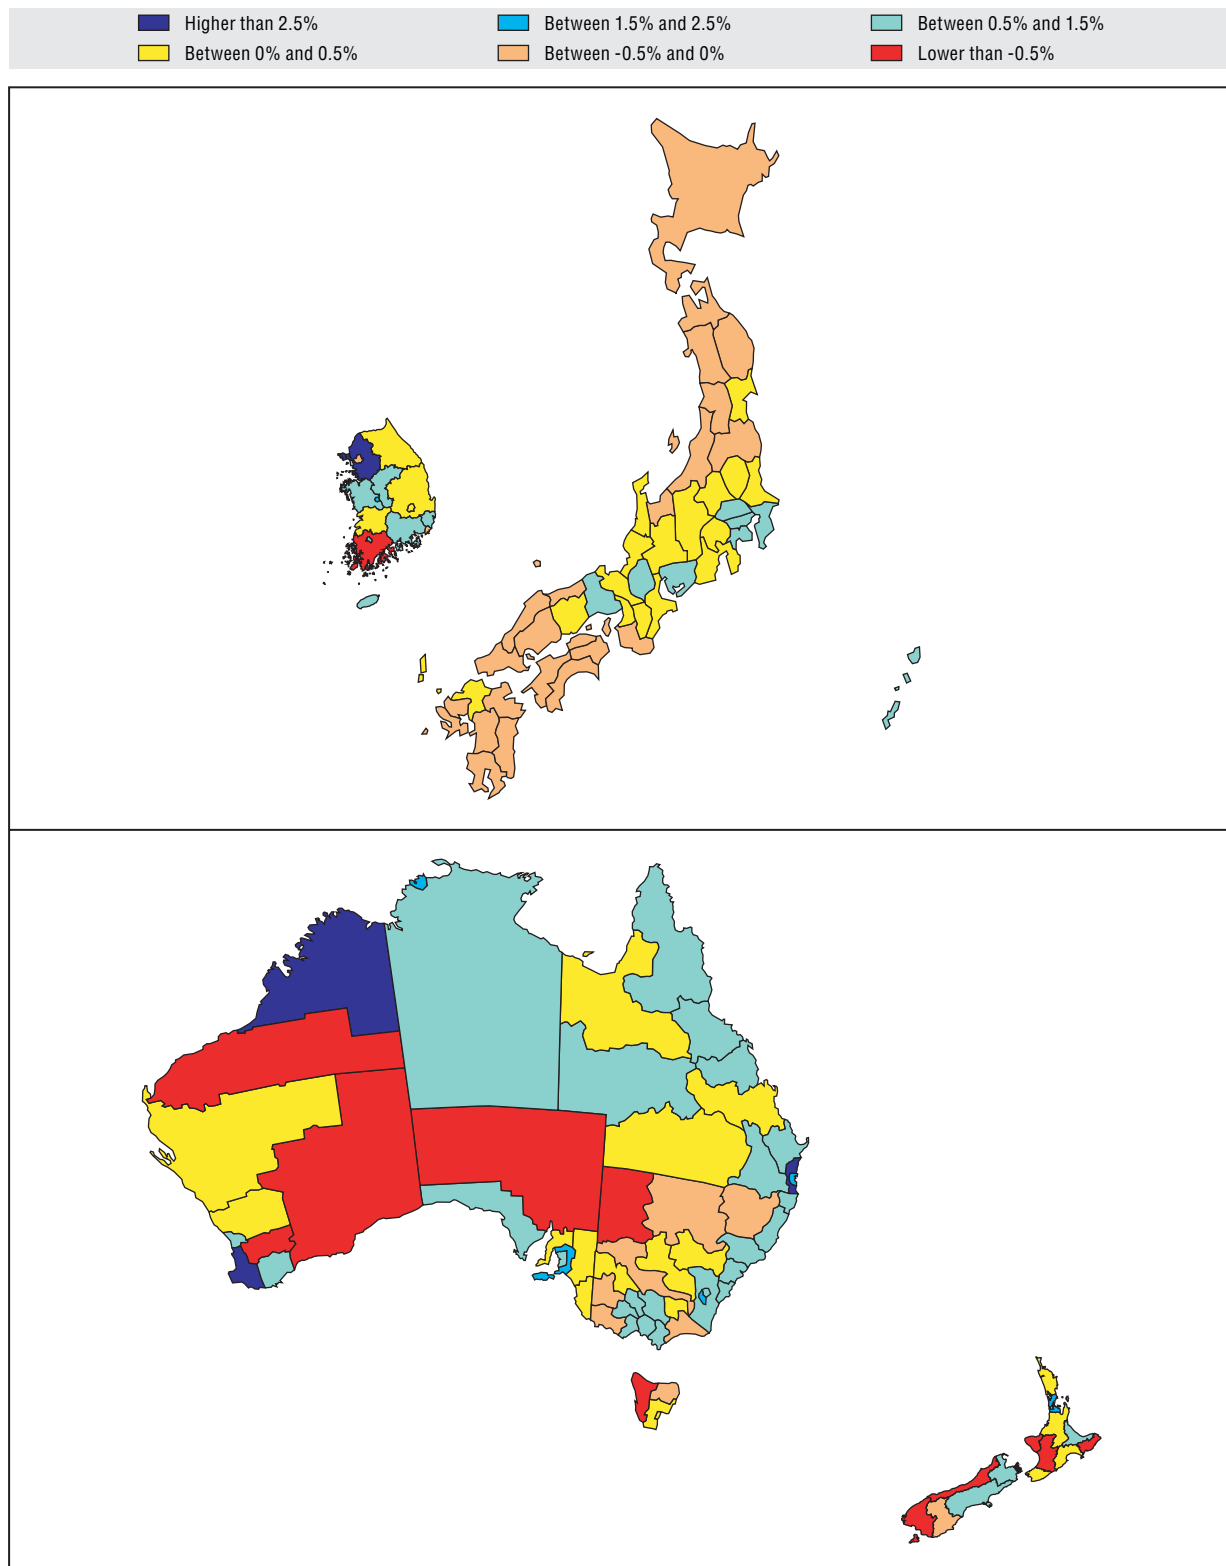 Higher than 2.5% Between 1.5% and 2.5% Between 0.5% and 1.5%
Between 0% and 0.5% Between -0.5% and 0% Lower than -0.5%